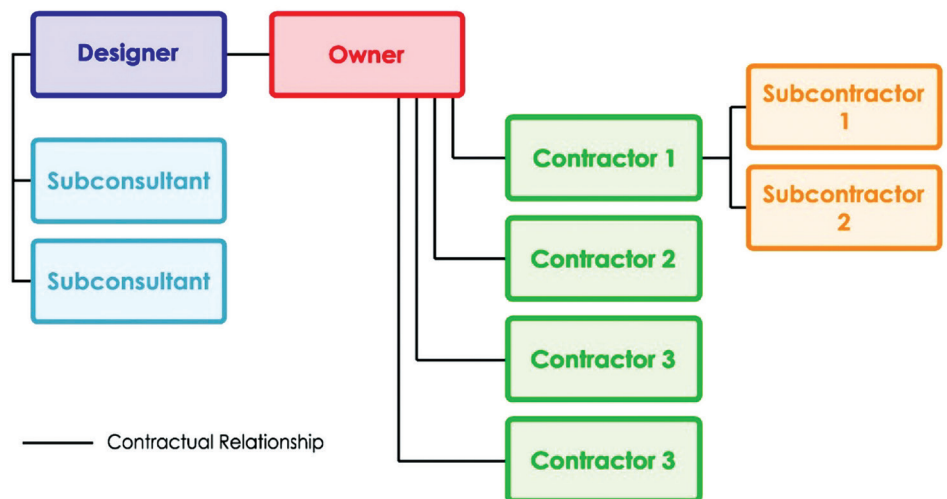 Designer
Owner
Subcontractor
1
Contractor 1
Subconsultant
Subcontractor
2
Contractor 2
Subconsultant
Contractor 3
Contractual Relationship
Contractor 3